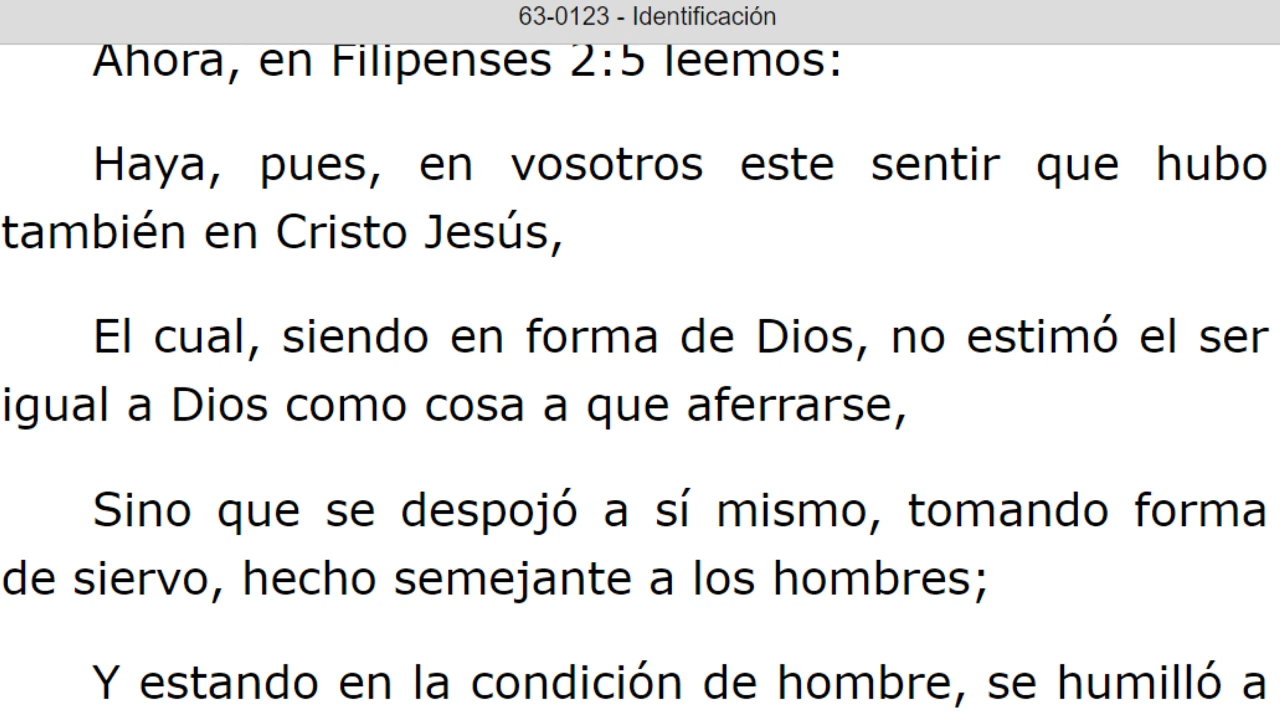 63-0123 - Identificación
Ahora, en Filipenses 2:5 leemos:
Haya, pues, en vosotros este sentir que hubo
también en Cristo Jesús,
El cual, siendo en forma de Dios, no estimó el ser
igual a Dios como cosa a que aferrarse,
Sino que se despojó a sí mismo, tomando forma
de siervo, hecho semejante a los hombres;
Y estando en la condición de hombre, se humilló a